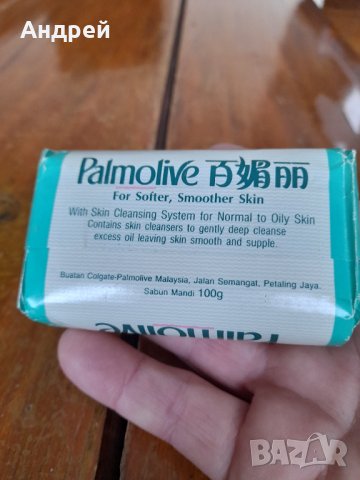 Андрей
Palmolive 百媚丽
For Softer, Smoother Skin
With Skin Cleansing System for Normal to Oily Skin
Contains skin cleansers to gently deep cleanse
excess oil leaving skin smooth and supple.
Buatan Colgate-Palmolive Malaysia, Jalan Semangat, Petaling Jaya.
Sabun Mandi 100g
Palmolive
BAZAR